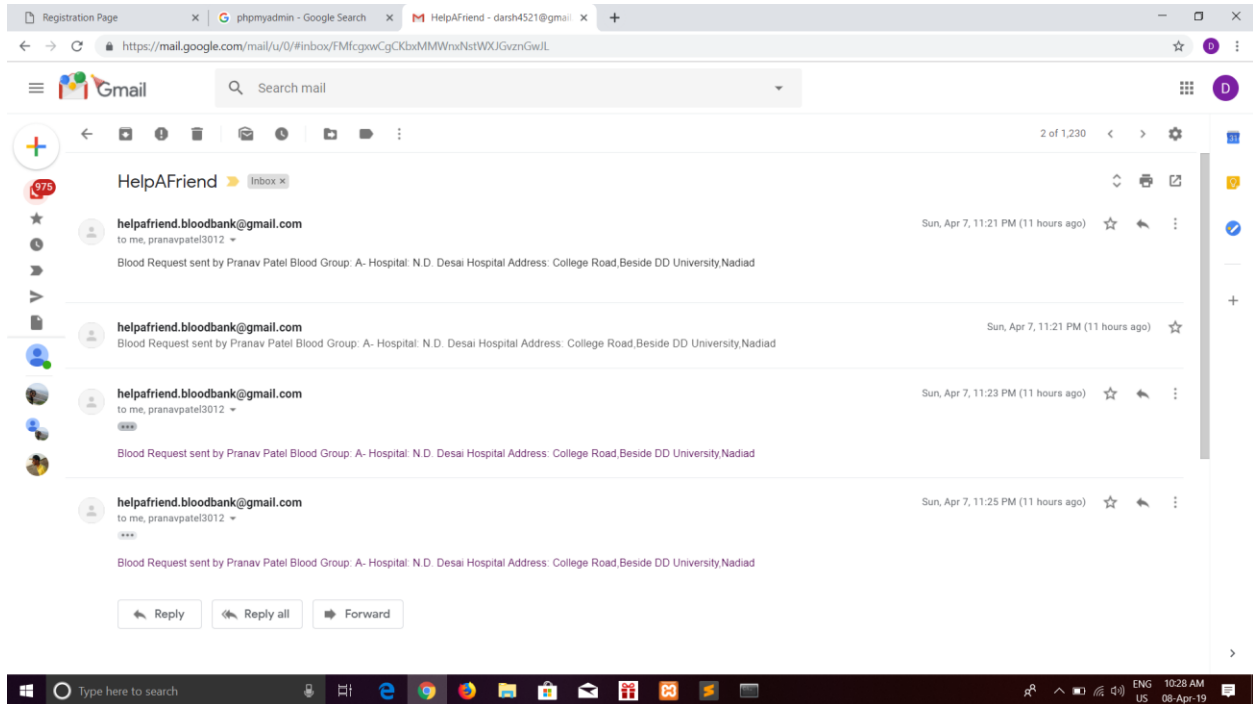 Registration Page
phpmyadmin - Google Search
HelpAFriend - darsh4521@gmail
https://mail.google.com/mail/u/0/#inbox/FMfcgxwCgCKbxMMWnxNstWXJGvznGwJL
D
Gmail
Search mail
D
2 of 1,230
31
975
HelpAFriend
Inbox ×
helpafriend.bloodbank@gmail.com
Sun, Apr 7, 11:21 PM (11 hours ago)
to me, pranavpatel3012
Blood Request sent by Pranav Patel Blood Group: A- Hospital: N.D. Desai Hospital Address: College Road,Beside DD University,Nadiad
helpafriend.bloodbank@gmail.com
Sun, Apr 7, 11:21 PM (11 hours ago)
Blood Request sent by Pranav Patel Blood Group: A- Hospital: N.D. Desai Hospital Address: College Road,Beside DD University,Nadiad
helpafriend.bloodbank@gmail.com
Sun, Apr 7, 11:23 PM (11 hours ago)
to me, pranavpatel3012
Blood Request sent by Pranav Patel Blood Group: A- Hospital: N.D. Desai Hospital Address: College Road,Beside DD University,Nadiad
helpafriend.bloodbank@gmail.com
Sun, Apr 7, 11:25 PM (11 hours ago)
to me, pranavpatel3012
Blood Request sent by Pranav Patel Blood Group: A- Hospital: N.D. Desai Hospital Address: College Road,Beside DD University,Nadiad
Reply
Reply all
Forward
Type here to search
ENG
US
10:28 AM
08-Apr-19